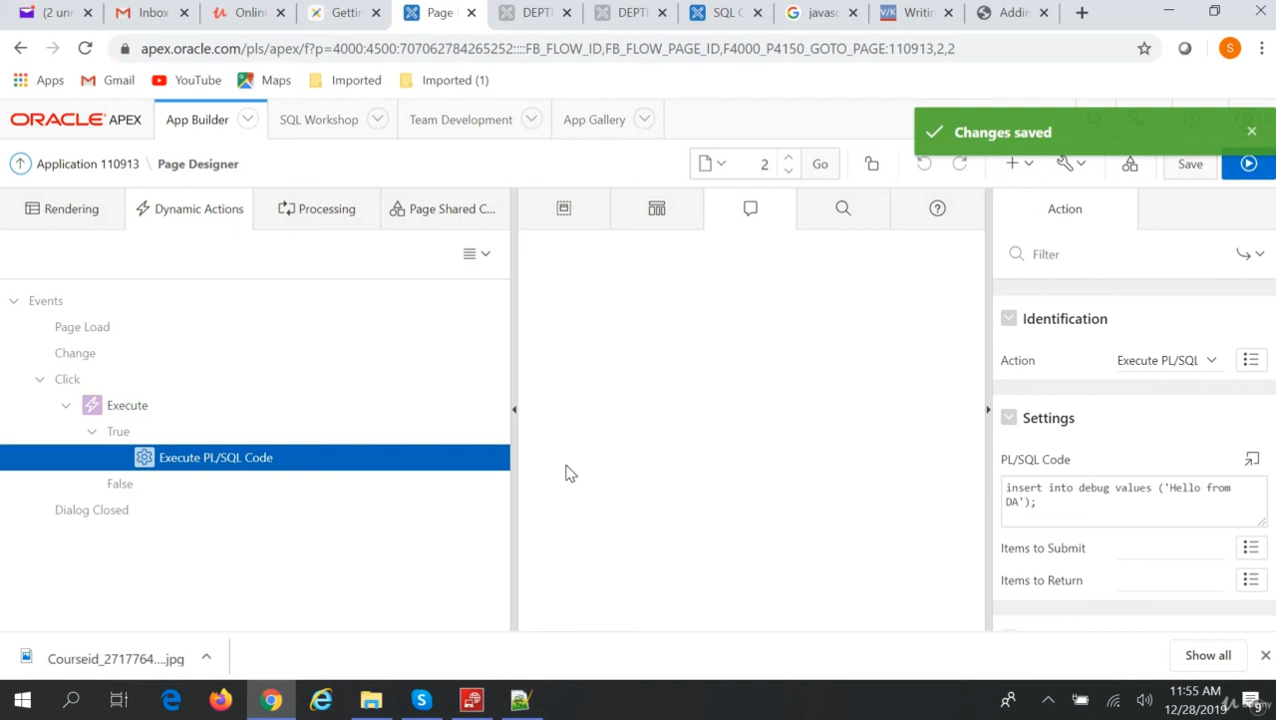 (2 unr
Inbox
Online
Gettin
Page
DEPT
DEPT
SQL C
javasc
Writin
Addin
apex.oracle.com/pls/apex/f?p=4000:4500:707062784265252::::FB_FLOW_ID,FB_FLOW_PAGE_ID,F4000_P4150_GOTO_PAGE:110913,2,2
S
Apps
Gmail
YouTube
Maps
Imported
Imported (1)
ORACLE APEX
App Builder
SQL Workshop
Team Development
App Gallery
Changes saved
Application 110913 \ Page Designer
2
Go
Save
Rendering
Dynamic Actions
Processing
Page Shared C...
Action
Filter
Events
Page Load
Change
Click
Execute
True
Execute PL/SQL Code
False
Dialog Closed
Identification
Action
Execute PL/SQL
Settings
PL/SQL Code
insert into debug values ('Hello from
DA');
Items to Submit
Items to Return
Courseid_2717764....jpg
Show all
11:55 AM
12/28/2019